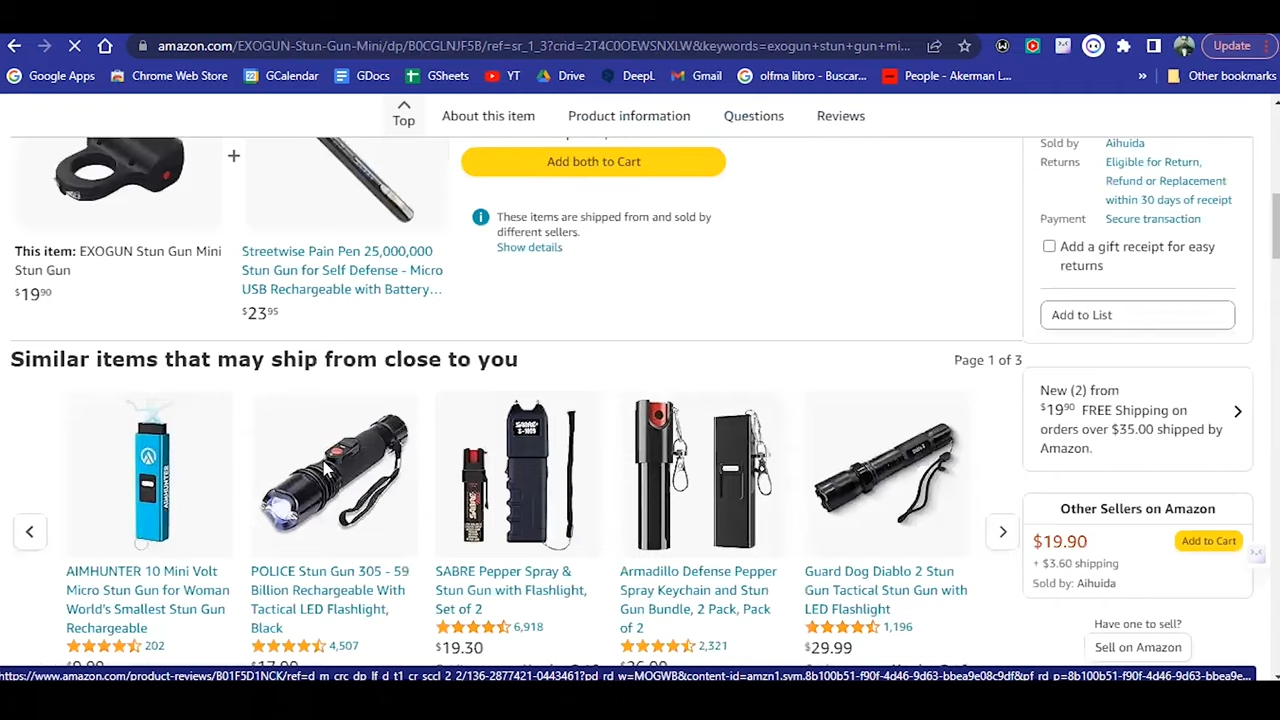 amazon.com/EXOGUN-Stun-Gun-Mini/dp/B0CGLNJF5B/ref=sr_1_3?crid=2T4C0OEWSNXLW&keywords=exogun+stun+gun+mi...
Update
Google Apps
Chrome Web Store
GCalendar
GDocs
GSheets
YT
Drive
DeepL
Gmail
olfma libro - Buscar...
People - Akerman L...
»
Other bookmarks
Top
About this item
Product information
Questions
Reviews
+
Add both to Cart
These items are shipped from and sold by
different sellers.
Show details
This item: EXOGUN Stun Gun Mini
Stun Gun
$19⁹⁰
Streetwise Pain Pen 25,000,000
Stun Gun for Self Defense - Micro
USB Rechargeable with Battery...
$23⁹⁵
Sold by Aihuida
Returns Eligible for Return,
Refund or Replacement
within 30 days of receipt
Payment Secure transaction
Add a gift receipt for easy
returns
Add to List
Similar items that may ship from close to you
Page 1 of 3
AIMHUNTER
SABRE
S-1009
SABRE
AIMHUNTER 10 Mini Volt
Micro Stun Gun for Woman
World's Smallest Stun Gun
Rechargeable
202
POLICE Stun Gun 305 - 59
Billion Rechargeable With
Tactical LED Flashlight,
Black
4,507
SABRE Pepper Spray &
Stun Gun with Flashlight,
Set of 2
6,918
$19.30
Armadillo Defense Pepper
Spray Keychain and Stun
Gun Bundle, 2 Pack, Pack
of 2
2,321
Guard Dog Diablo 2 Stun
Gun Tactical Stun Gun with
LED Flashlight
1,196
$29.99
New (2) from
$19⁹⁰ FREE Shipping on
orders over $35.00 shipped by
Amazon.
Other Sellers on Amazon
$19.90
Add to Cart
+ $3.60 shipping
Sold by: Aihuida
Have one to sell?
Sell on Amazon